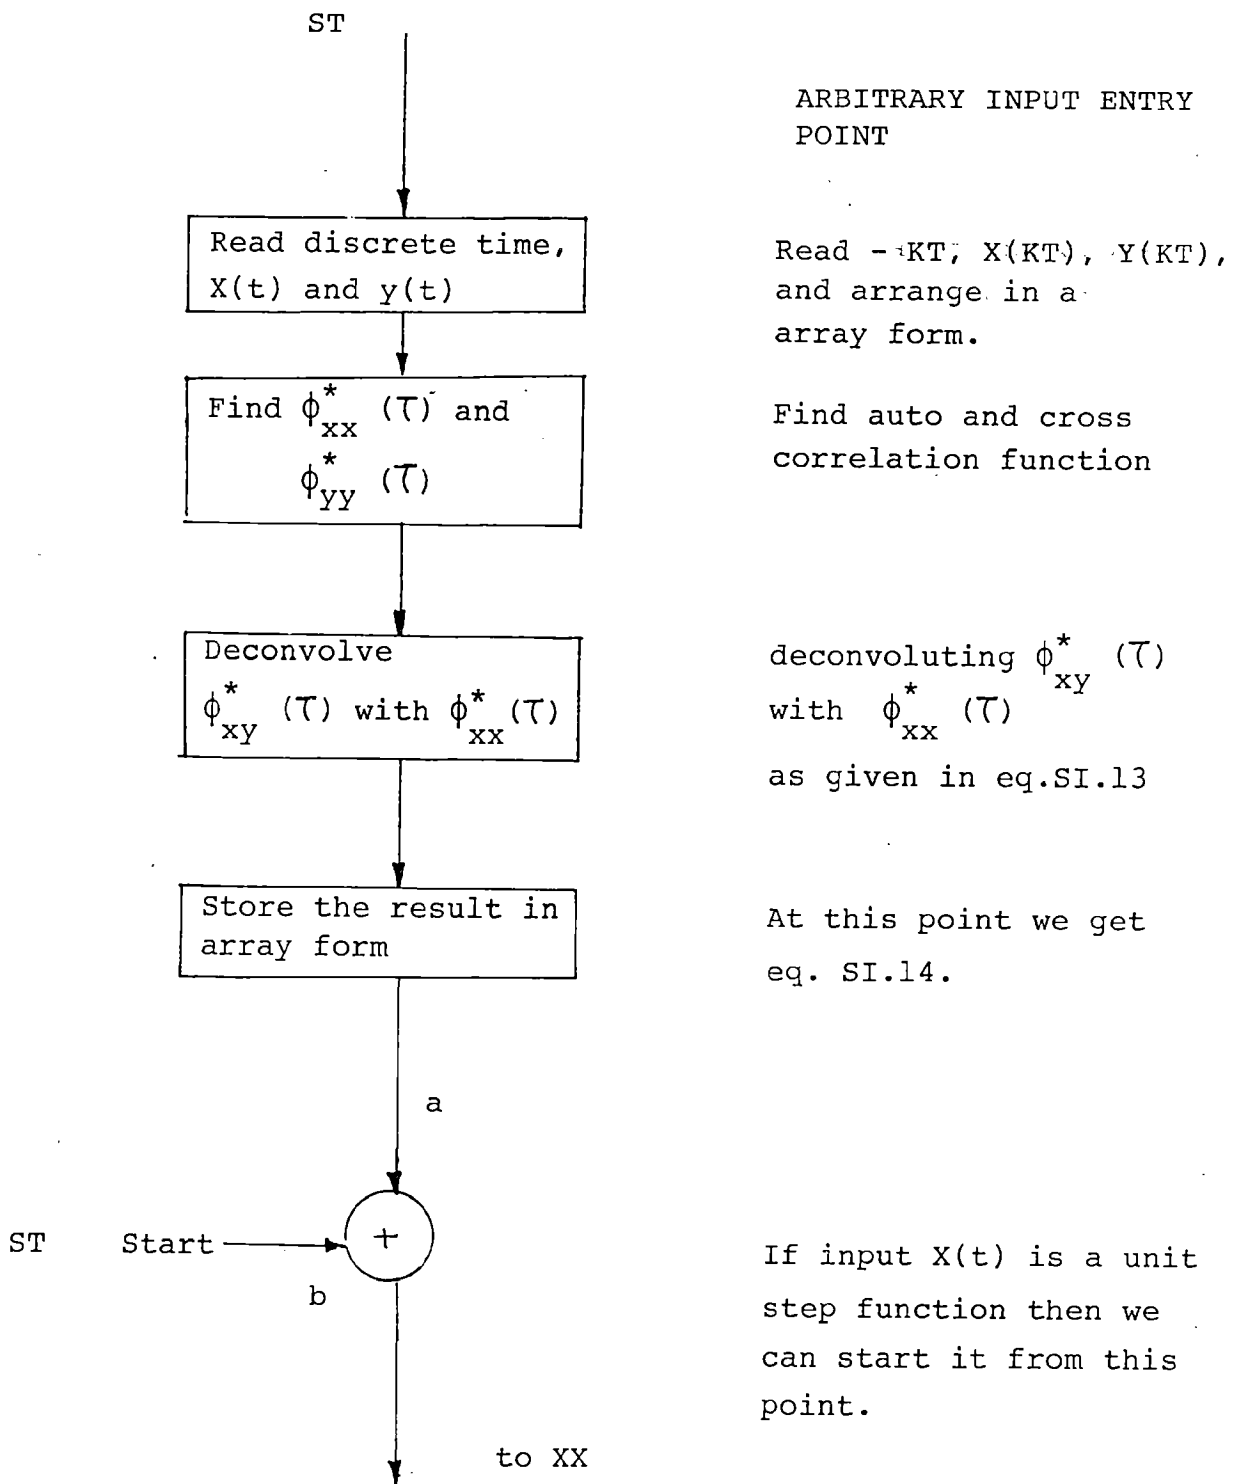 ST
ARBITRARY INPUT ENTRY
POINT
Read discrete time,
X(t) and y(t)
Read - KT, X(KT), Y(KT),
and arrange in a
array form.
Find ϕ*xx (τ) and
ϕ*yy (τ)
Find auto and cross
correlation function
Deconvolve
ϕ*xy (τ) with ϕ*xx(τ)
deconvoluting ϕ*xy (τ)
with ϕ*xx (τ)
as given in eq.SI.13
Store the result in
array form
At this point we get
eq. SI.14.
a
ST Start +
b
If input X(t) is a unit
step function then we
can start it from this
point.
to XX